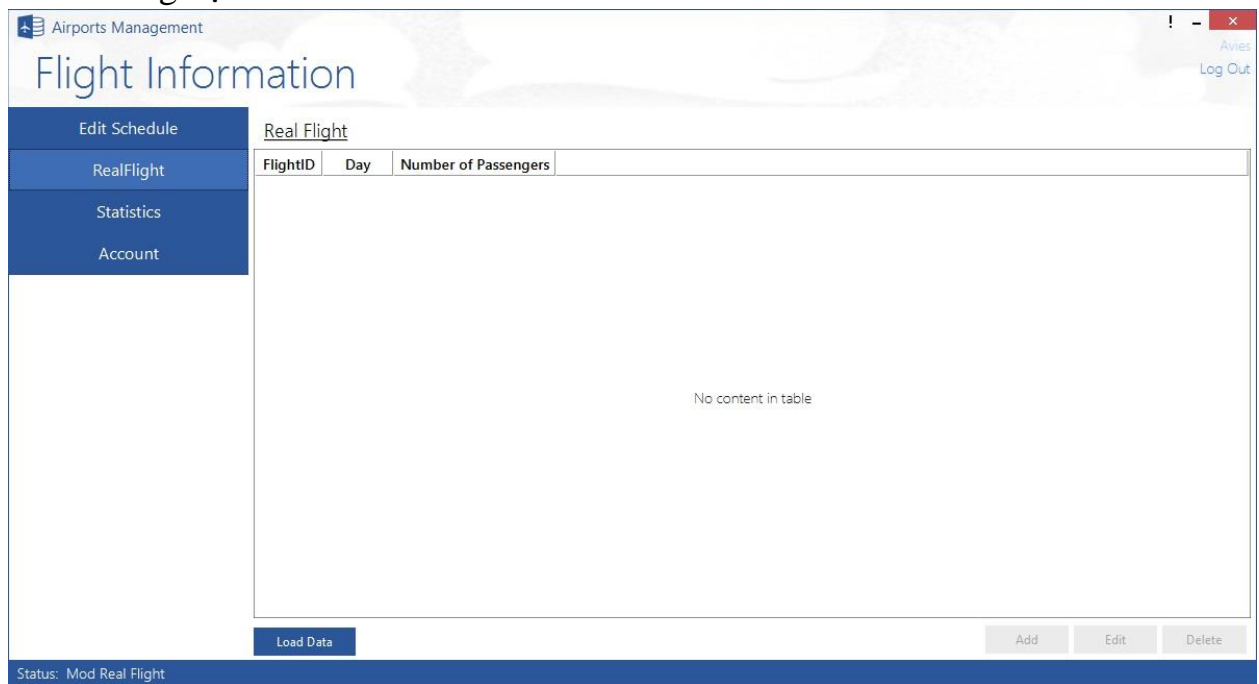 Airports Management
! – ×
Avies
Flight Information
Log Out
Edit Schedule
RealFlight
Statistics
Account
Real Flight
FlightID Day Number of Passengers
No content in table
Load Data
Add Edit Delete
Status: Mod Real Flight